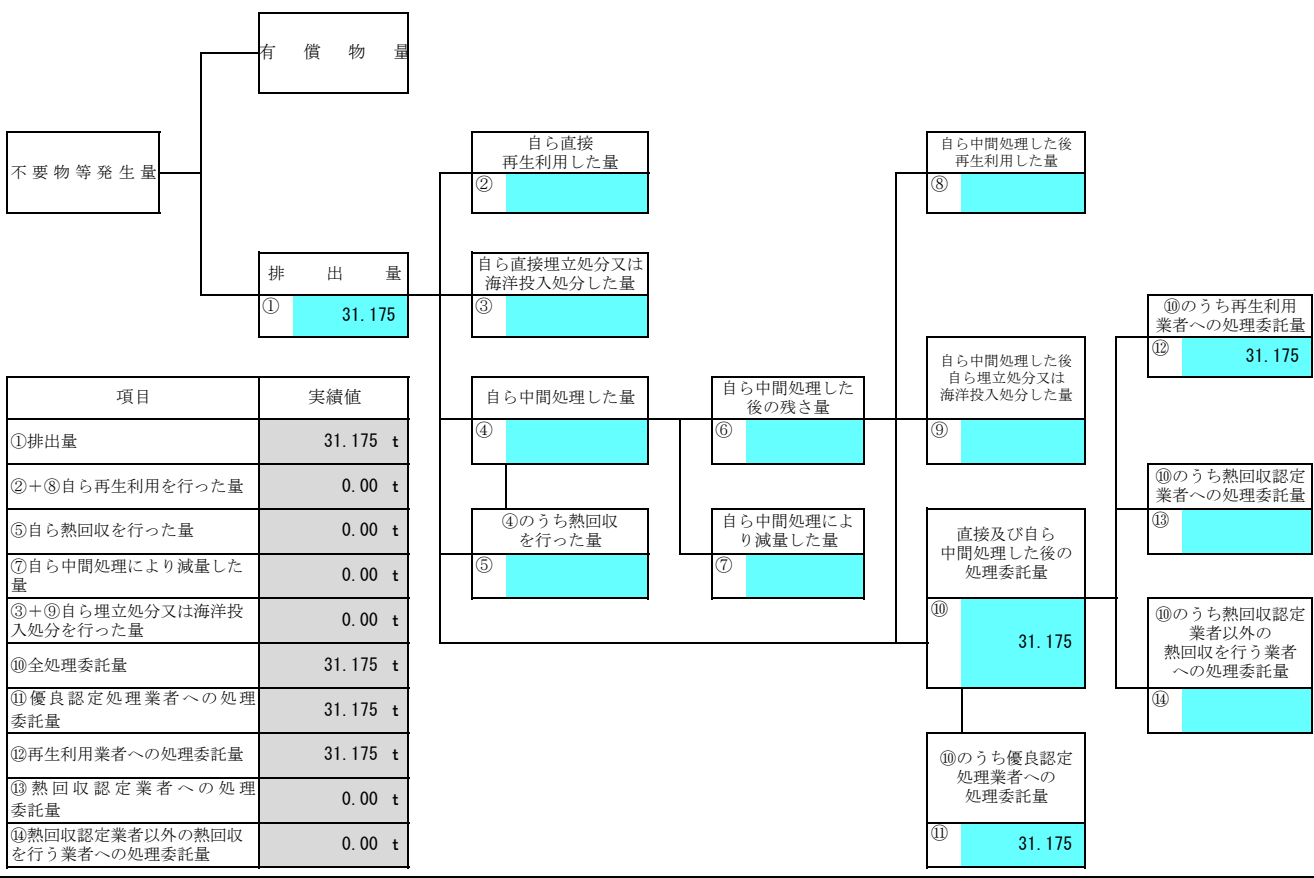 有償物量
不要物等発生量
排出量
① 31.175
自ら直接
再生利用した量
②
自ら直接埋立処分又は
海洋投入処分した量
③
自ら中間処理した量
④
④のうち熱回収
を行った量
⑤
自ら中間処理した
後の残さ量
⑥
自ら中間処理によ
り減量した量
⑦
自ら中間処理した後
再生利用した量
⑧
自ら中間処理した後
自ら埋立処分又は
海洋投入処分した量
⑨
直接及び自ら
中間処理した後の
処理委託量
⑩
31.175
⑩のうち優良認定
処理業者への
処理委託量
⑪
31.175
⑩のうち再生利用
業者への処理委託量
⑫ 31.175
⑩のうち熱回収認定
業者への処理委託量
⑬
⑩のうち熱回収認定
業者以外の
熱回収を行う業者
への処理委託量
⑭
項目 実績値
①排出量 31.175 t
②+⑧自ら再生利用を行った量 0.00 t
⑤自ら熱回収を行った量 0.00 t
⑦自ら中間処理により減量した
量 0.00 t
③+⑨自ら埋立処分又は海洋投
入処分を行った量 0.00 t
⑩全処理委託量 31.175 t
⑪優良認定処理業者への処理
委託量 31.175 t
⑫再生利用業者への処理委託量 31.175 t
⑬熱回収認定業者への処理
委託量 0.00 t
⑭熱回収認定業者以外の熱回収
を行う業者への処理委託量 0.00 t